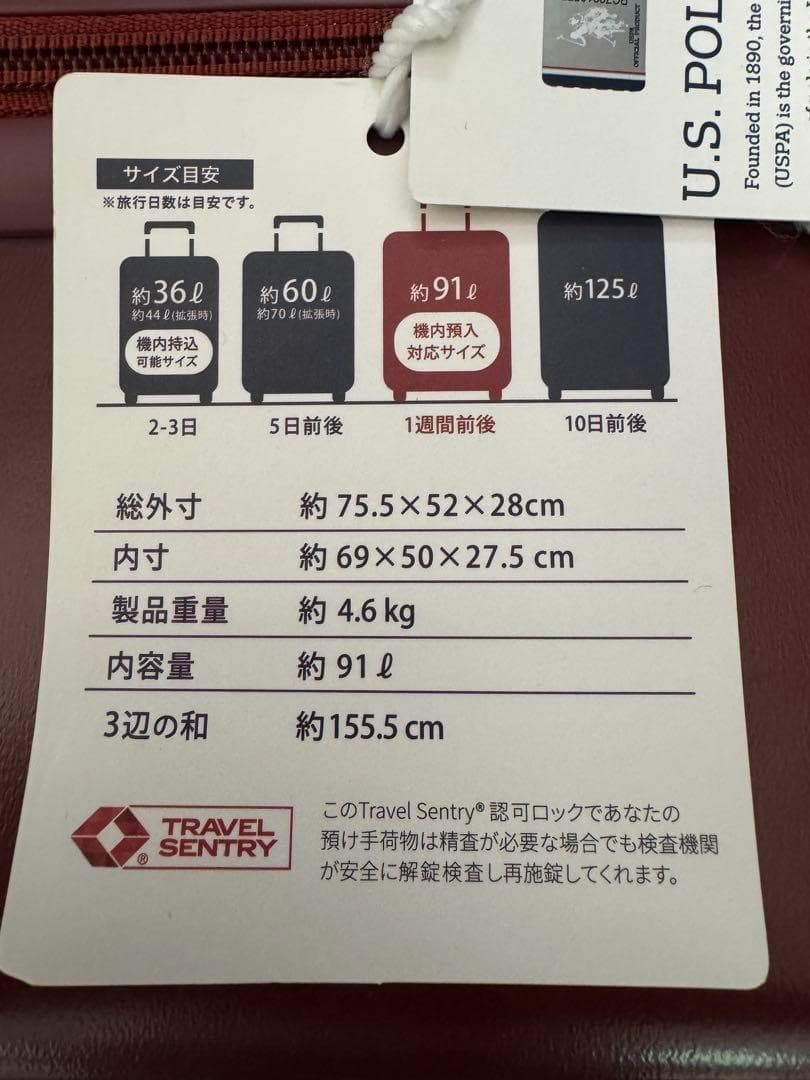 USPA
OFFICIAL PRODUCT
U.S. POL
Founded in 1890, the
(USPA) is the governi
サイズ目安
※旅行日数は目安です。
約36ℓ
約44ℓ(拡張時)
機内持込
可能サイズ
2-3日
約60ℓ
約70ℓ(拡張時)
5日前後
約91ℓ
機内預入
対応サイズ
1週間前後
約125ℓ
10日前後
総外寸 約 75.5×52×28cm
内寸 約 69×50×27.5 cm
製品重量 約 4.6 kg
内容量 約 91 ℓ
3辺の和 約155.5 cm
TRAVEL
SENTRY®
このTravel Sentry® 認可ロックであなたの
預け手荷物は精査が必要な場合でも検査機関
が安全に解錠検査し再施錠してくれます。